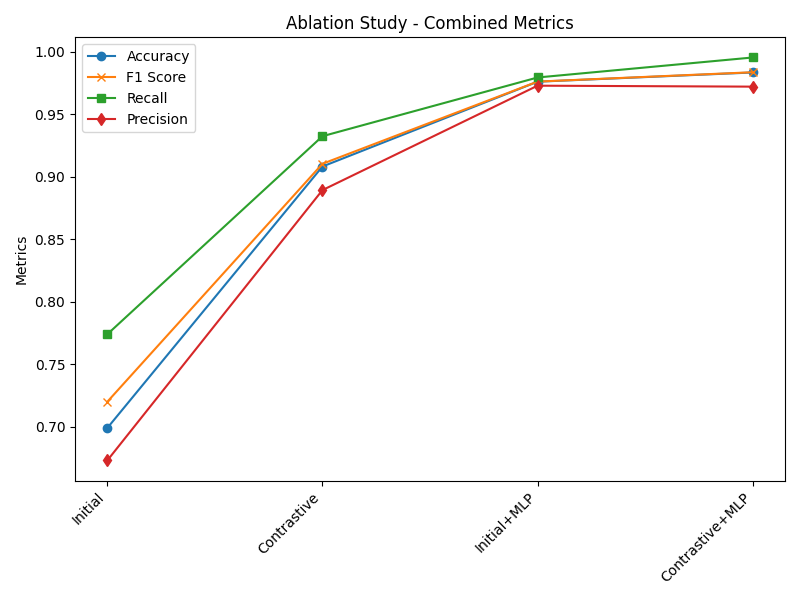 Ablation Study - Combined Metrics
Accuracy
F1 Score
Recall
Precision
Metrics
1.00
0.95
0.90
0.85
0.80
0.75
0.70
Initial
Contrastive
Initial+MLP
Contrastive+MLP